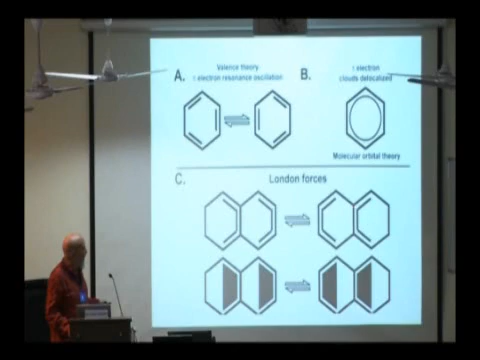 A.
Valence theory
π electron resonance oscillation
B.
π electron
clouds delocalized
Molecular orbital theory
C.
London forces